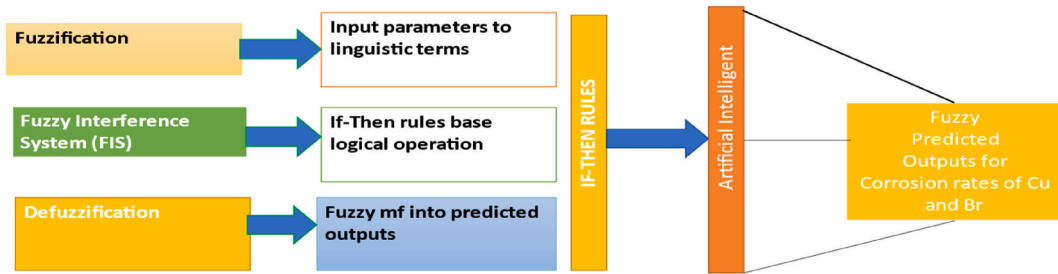 Fuzzification
Input parameters to
linguistic terms
Fuzzy Interference
System (FIS)
If-Then rules base
logical operation
Defuzzification
Fuzzy mf into predicted
outputs
IF-THEN RULES
Artificial Intelligent
Fuzzy
Predicted
Outputs for
Corrosion rates of Cu
and Br